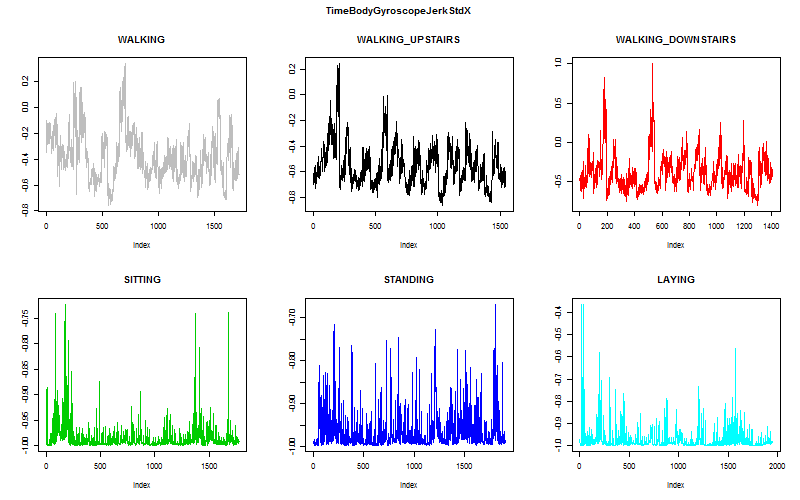 TimeBodyGyroscopeJerkStdX
WALKING
0.2
0.0
-0.2
-0.4
-0.6
-0.8
0 500 1000 1500
Index
WALKING_UPSTAIRS
0.2
0.0
-0.2
-0.4
-0.6
-0.8
0 500 1000 1500
Index
WALKING_DOWNSTAIRS
1.0
0.5
0.0
-0.5
0 200 400 600 800 1000 1200 1400
Index
SITTING
-0.75
-0.80
-0.85
-0.90
-0.95
-1.00
0 500 1000 1500
Index
STANDING
-0.70
-0.80
-0.90
-1.00
0 500 1000 1500
Index
LAYING
-0.4
-0.5
-0.6
-0.7
-0.8
-0.9
-1.0
0 500 1000 1500 2000
Index